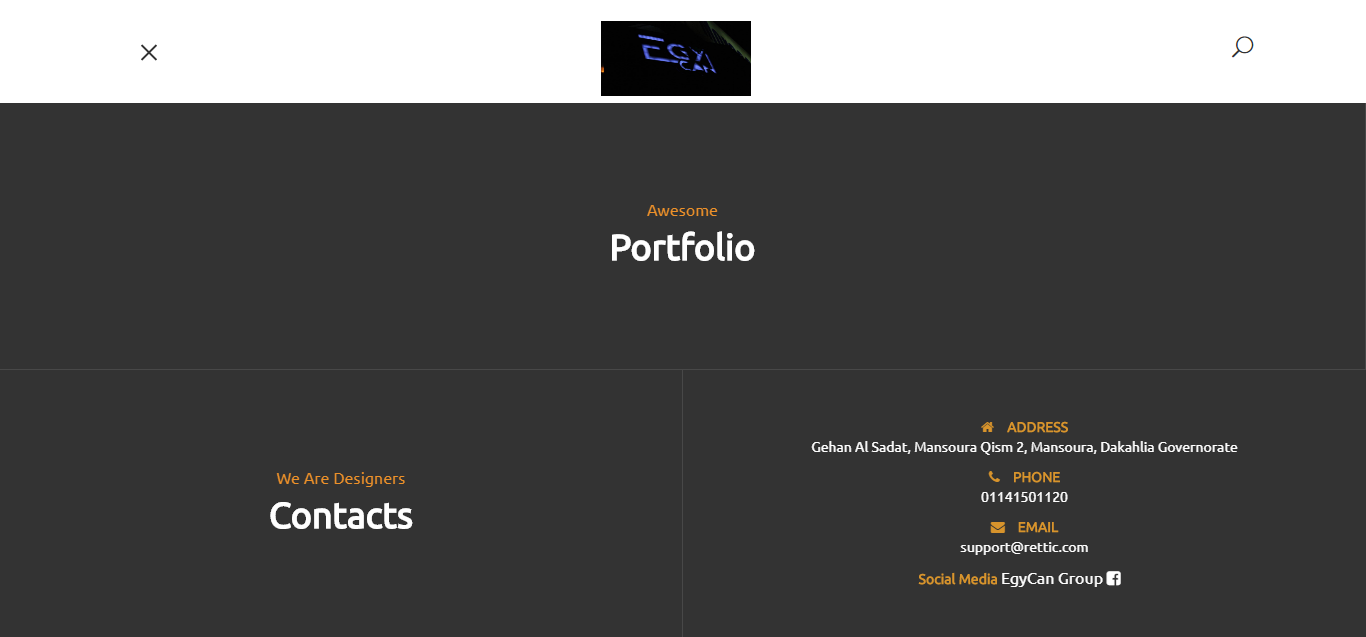 EGY
CAN
Awesome
Portfolio
We Are Designers
Contacts
ADDRESS
Gehan Al Sadat, Mansoura Qism 2, Mansoura, Dakahlia Governorate
PHONE
01141501120
EMAIL
support@rettic.com
Social Media EgyCan Group